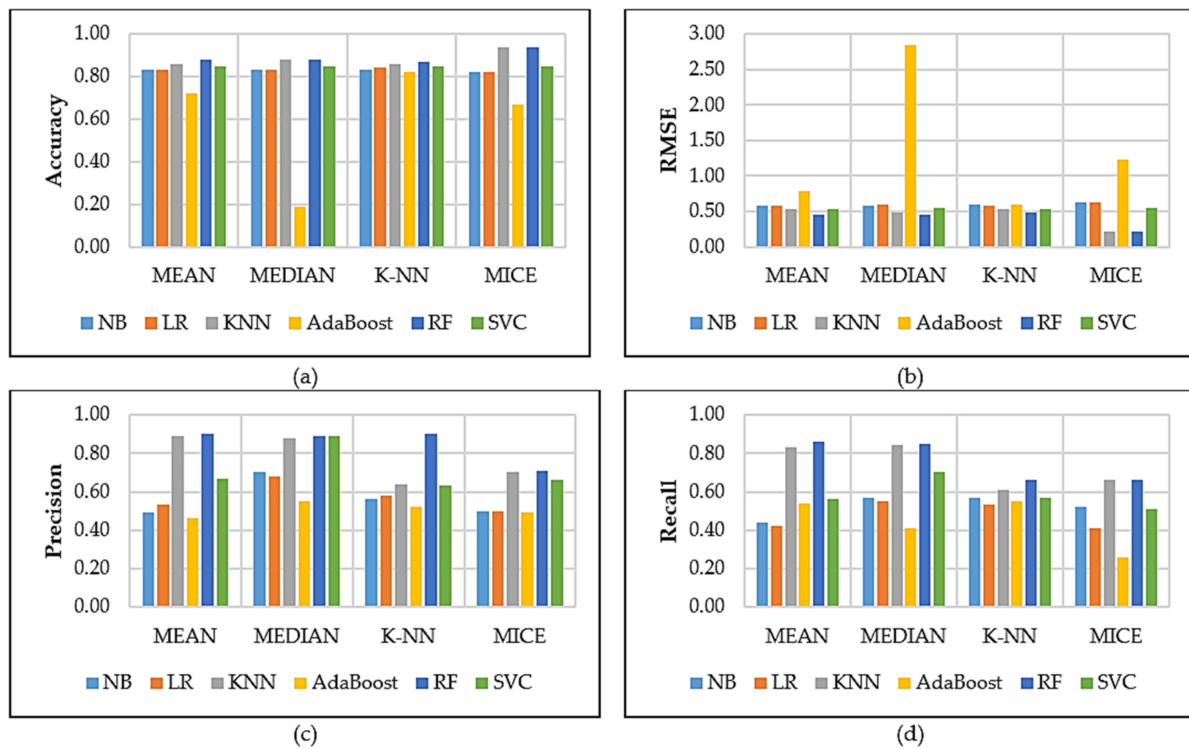 1.00
0.80
0.60
0.40
0.20
0.00
Accuracy
MEAN MEDIAN K-NN MICE
NB LR KNN AdaBoost RF SVC
(a)
3.00
2.50
2.00
1.50
1.00
0.50
0.00
RMSE
MEAN MEDIAN K-NN MICE
NB LR KNN AdaBoost RF SVC
(b)
1.00
0.80
0.60
0.40
0.20
0.00
Precision
MEAN MEDIAN K-NN MICE
NB LR KNN AdaBoost RF SVC
(c)
1.00
0.80
0.60
0.40
0.20
0.00
Recall
MEAN MEDIAN K-NN MICE
NB LR KNN AdaBoost RF SVC
(d)